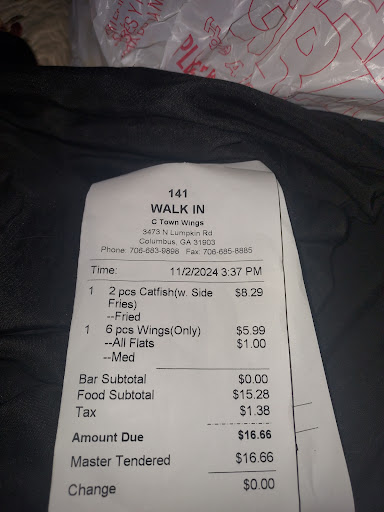 141
WALK IN
C Town Wings
3473 N Lumpkin Rd
Columbus, GA 31903
Phone: 706-683-9896 Fax: 706-685-8885
Time: 11/2/2024 3:37 PM
1 2 pcs Catfish(w. Side $8.29
Fries)
--Fried
1 6 pcs Wings(Only) $5.99
--All Flats $1.00
--Med
Bar Subtotal $0.00
Food Subtotal $15.28
Tax $1.38
Amount Due $16.66
Master Tendered $16.66
Change $0.00